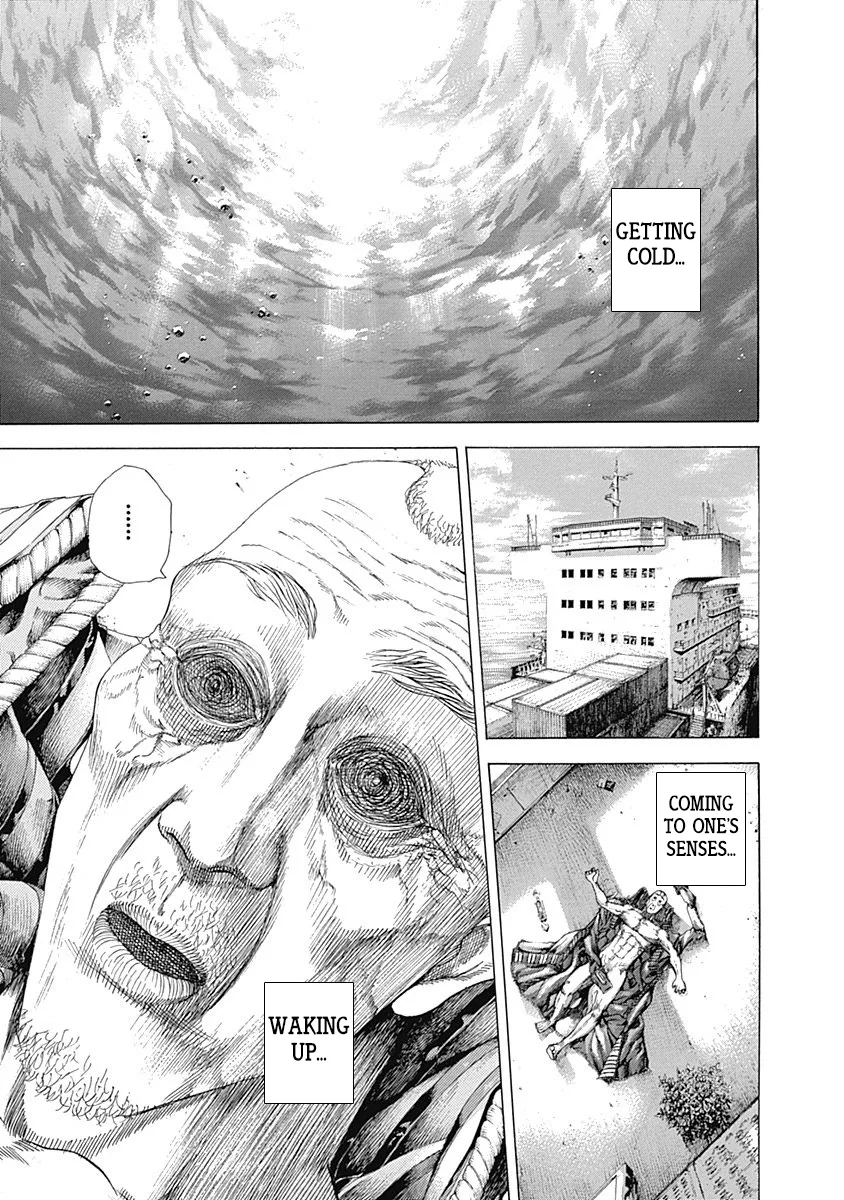 GETTING
COLD...
COMING
TO ONE'S
SENSES...
......
WAKING
UP...